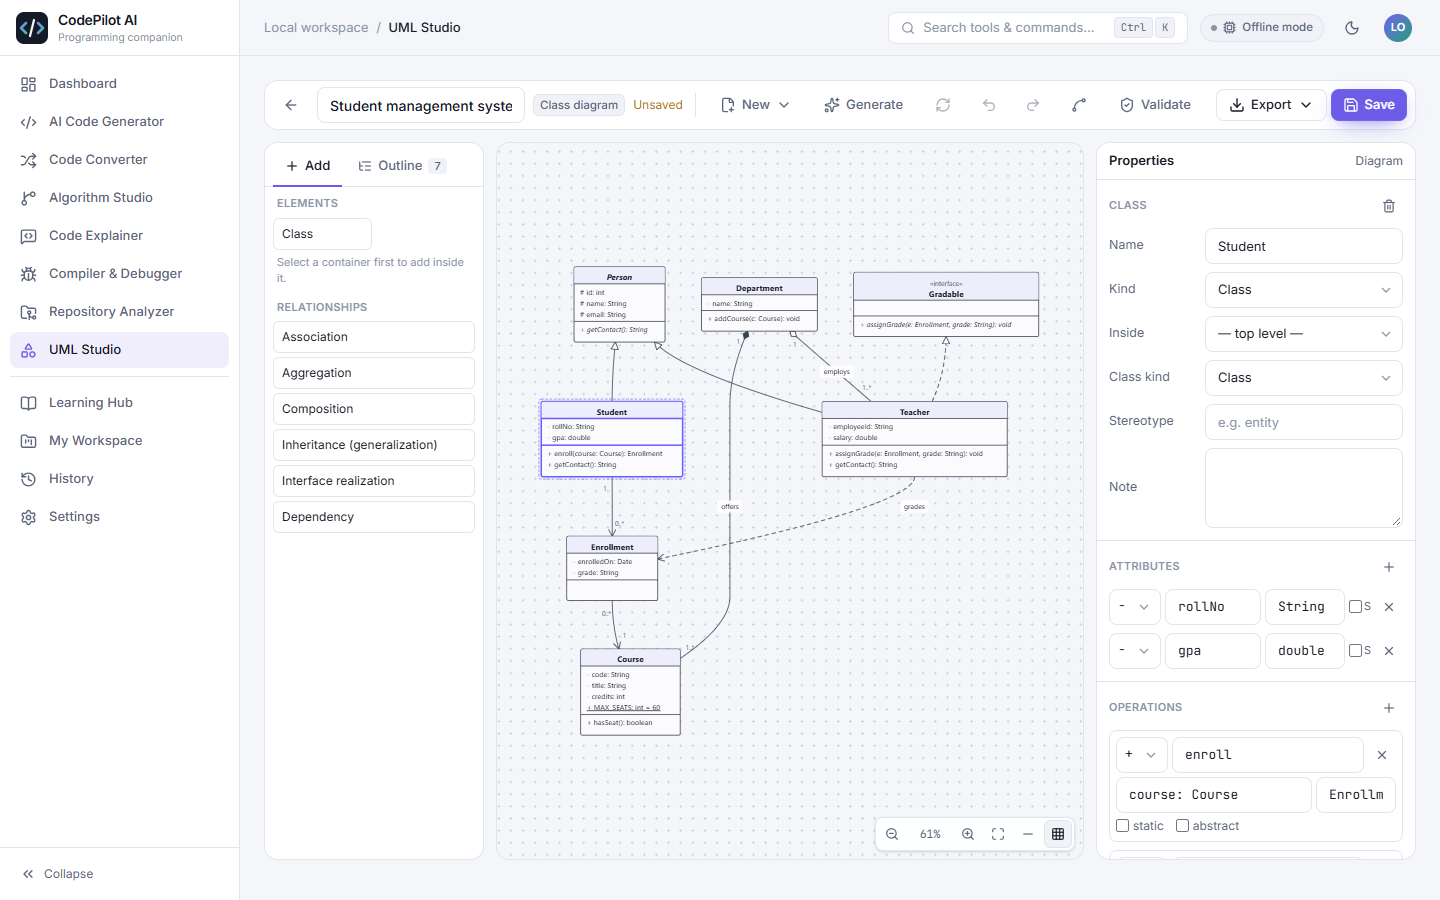 CodePilot AI
Programming companion
Dashboard
AI Code Generator
Code Converter
Algorithm Studio
Code Explainer
Compiler & Debugger
Repository Analyzer
UML Studio
Learning Hub
My Workspace
History
Settings
Collapse
Local workspace / UML Studio
Search tools & commands... Ctrl K
Offline mode
LO
Student management syste
Class diagram
Unsaved
New
Generate
Validate
Export
Save
Add
Outline 7
ELEMENTS
Class
Select a container first to add inside
it.
RELATIONSHIPS
Association
Aggregation
Composition
Inheritance (generalization)
Interface realization
Dependency
Person
# id: int
# name: String
# email: String
+ getContact(): String
Department
- name: String
+ addCourse(c: Course): void
«interface»
Gradable
+ assignGrade(e: Enrollment, grade: String): void
1
1
employs
1..*
Student
- rollNo: String
- gpa: double
+ enroll(course: Course): Enrollment
+ getContact(): String
Teacher
- employeeId: String
- salary: double
+ assignGrade(e: Enrollment, grade: String): void
+ getContact(): String
1
0..*
offers
grades
Enrollment
- enrolledOn: Date
- grade: String
0..*
1
1..*
Course
- code: String
- title: String
- credits: int
+ MAX_SEATS: int = 60
+ hasSeat(): boolean
61%
Properties
Diagram
CLASS
Name Student
Kind Class
Inside — top level —
Class kind Class
Stereotype e.g. entity
Note
ATTRIBUTES
- rollNo String S
- gpa double S
OPERATIONS
+ enroll
course: Course Enrollm
static abstract